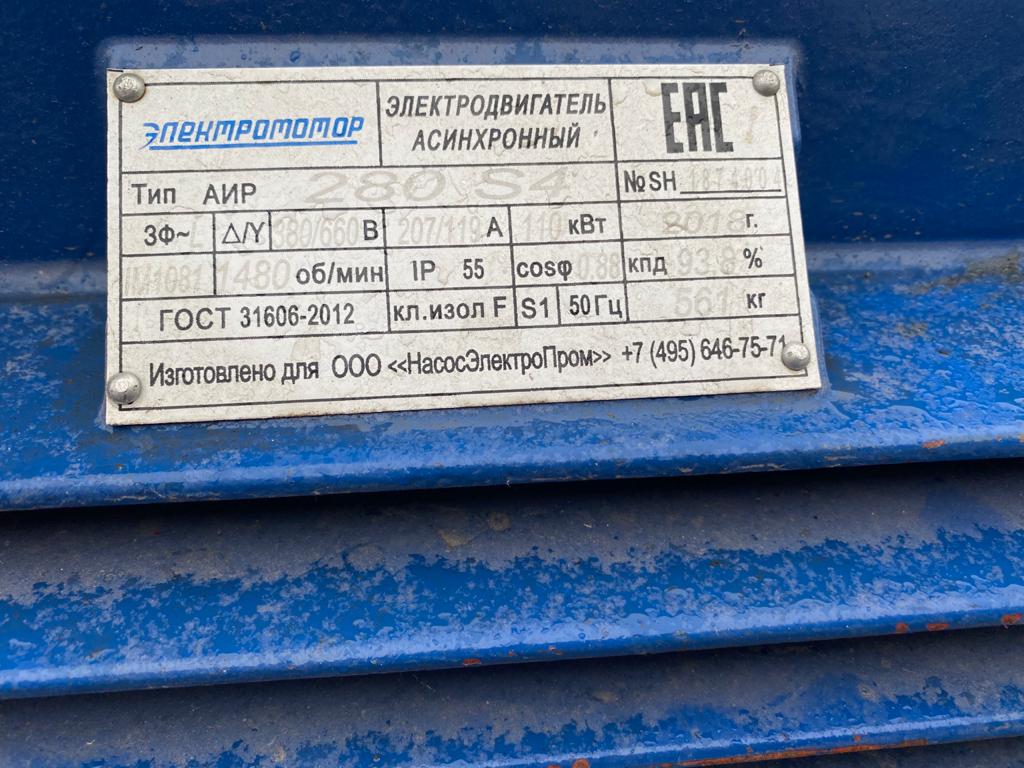 ЭЛЕКТРОМОТОР
ЭЛЕКТРОДВИГАТЕЛЬ
АСИНХРОННЫЙ
EAC
Тип АИР 280 S4
№SH 1874004
3Ф~ Δ/Y 380/660 В 207/119 А 110 кВт 2018 г.
IM1081 1480 об/мин IP 55 cosφ 0.88 кпд 93.8 %
ГОСТ 31606-2012 кл.изол F S1 50 Гц 561 кг
Изготовлено для ООО «НасосЭлектроПром» +7 (495) 646-75-71